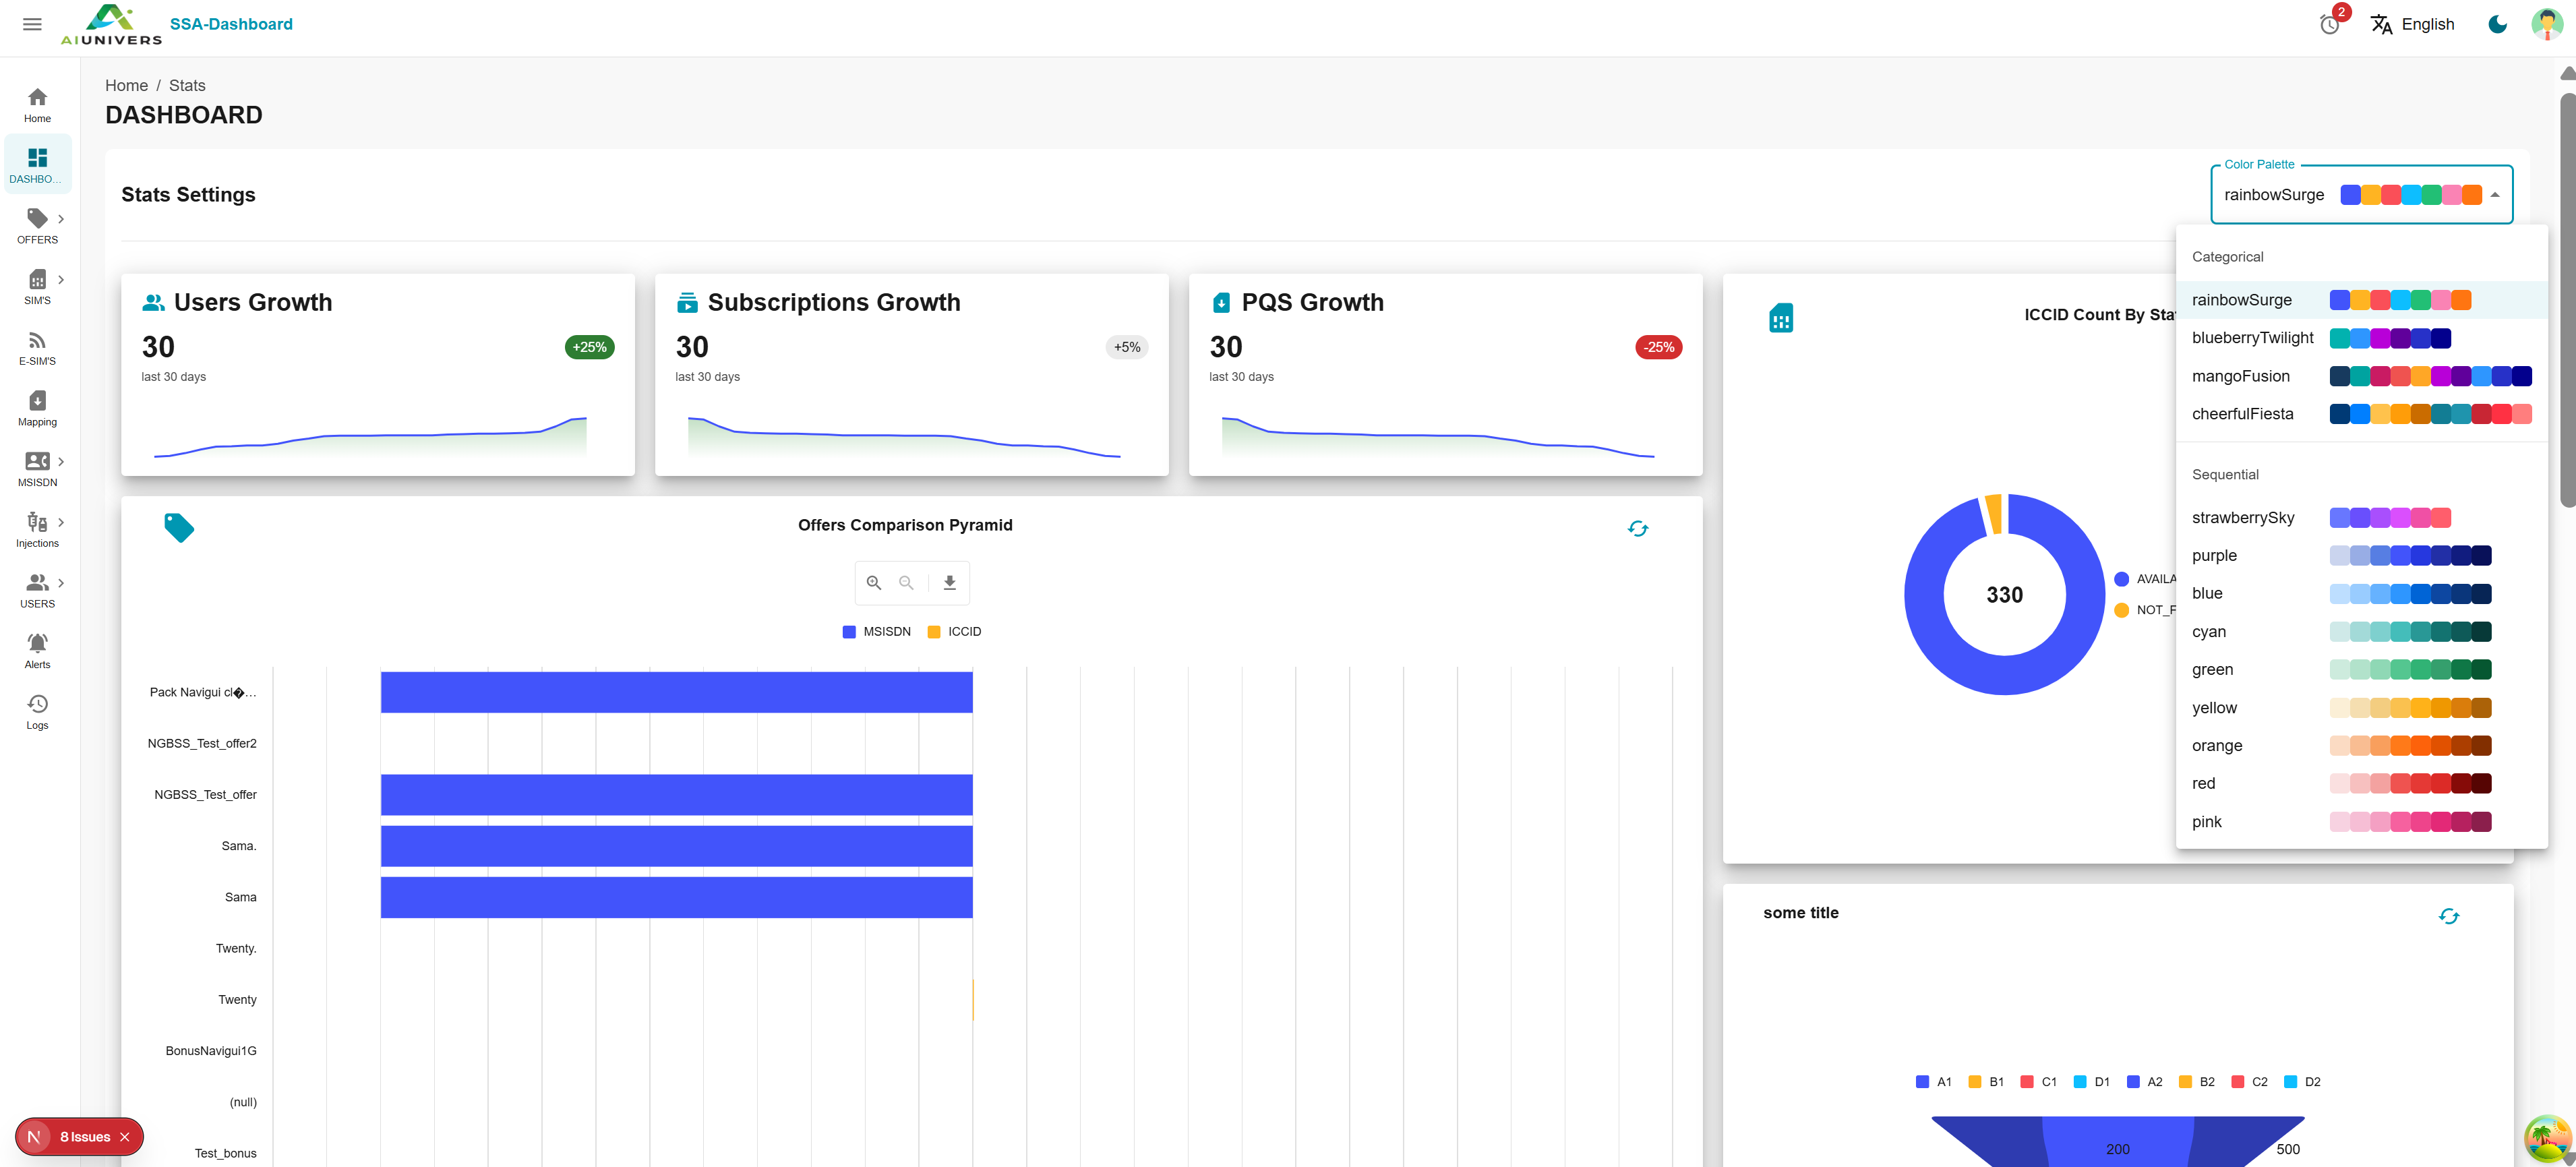 AIUNIVERS
SSA-Dashboard
2
English
Home / Stats
DASHBOARD
Home
DASHBO...
OFFERS
SIM'S
E-SIM'S
Mapping
MSISDN
Injections
USERS
Alerts
Logs
Stats Settings
Color Palette
rainbowSurge
Categorical
rainbowSurge
blueberryTwilight
mangoFusion
cheerfulFiesta
Sequential
strawberrySky
purple
blue
cyan
green
yellow
orange
red
pink
Users Growth
30
+25%
last 30 days
Subscriptions Growth
30
+5%
last 30 days
PQS Growth
30
-25%
last 30 days
ICCID Count By Sta
330
AVAILA
NOT_F
Offers Comparison Pyramid
MSISDN ICCID
Pack Navigui cl�...
NGBSS_Test_offer2
NGBSS_Test_offer
Sama.
Sama
Twenty.
Twenty
BonusNavigui1G
(null)
Test_bonus
some title
A1 B1 C1 D1 A2 B2 C2 D2
200 500
N 8 Issues